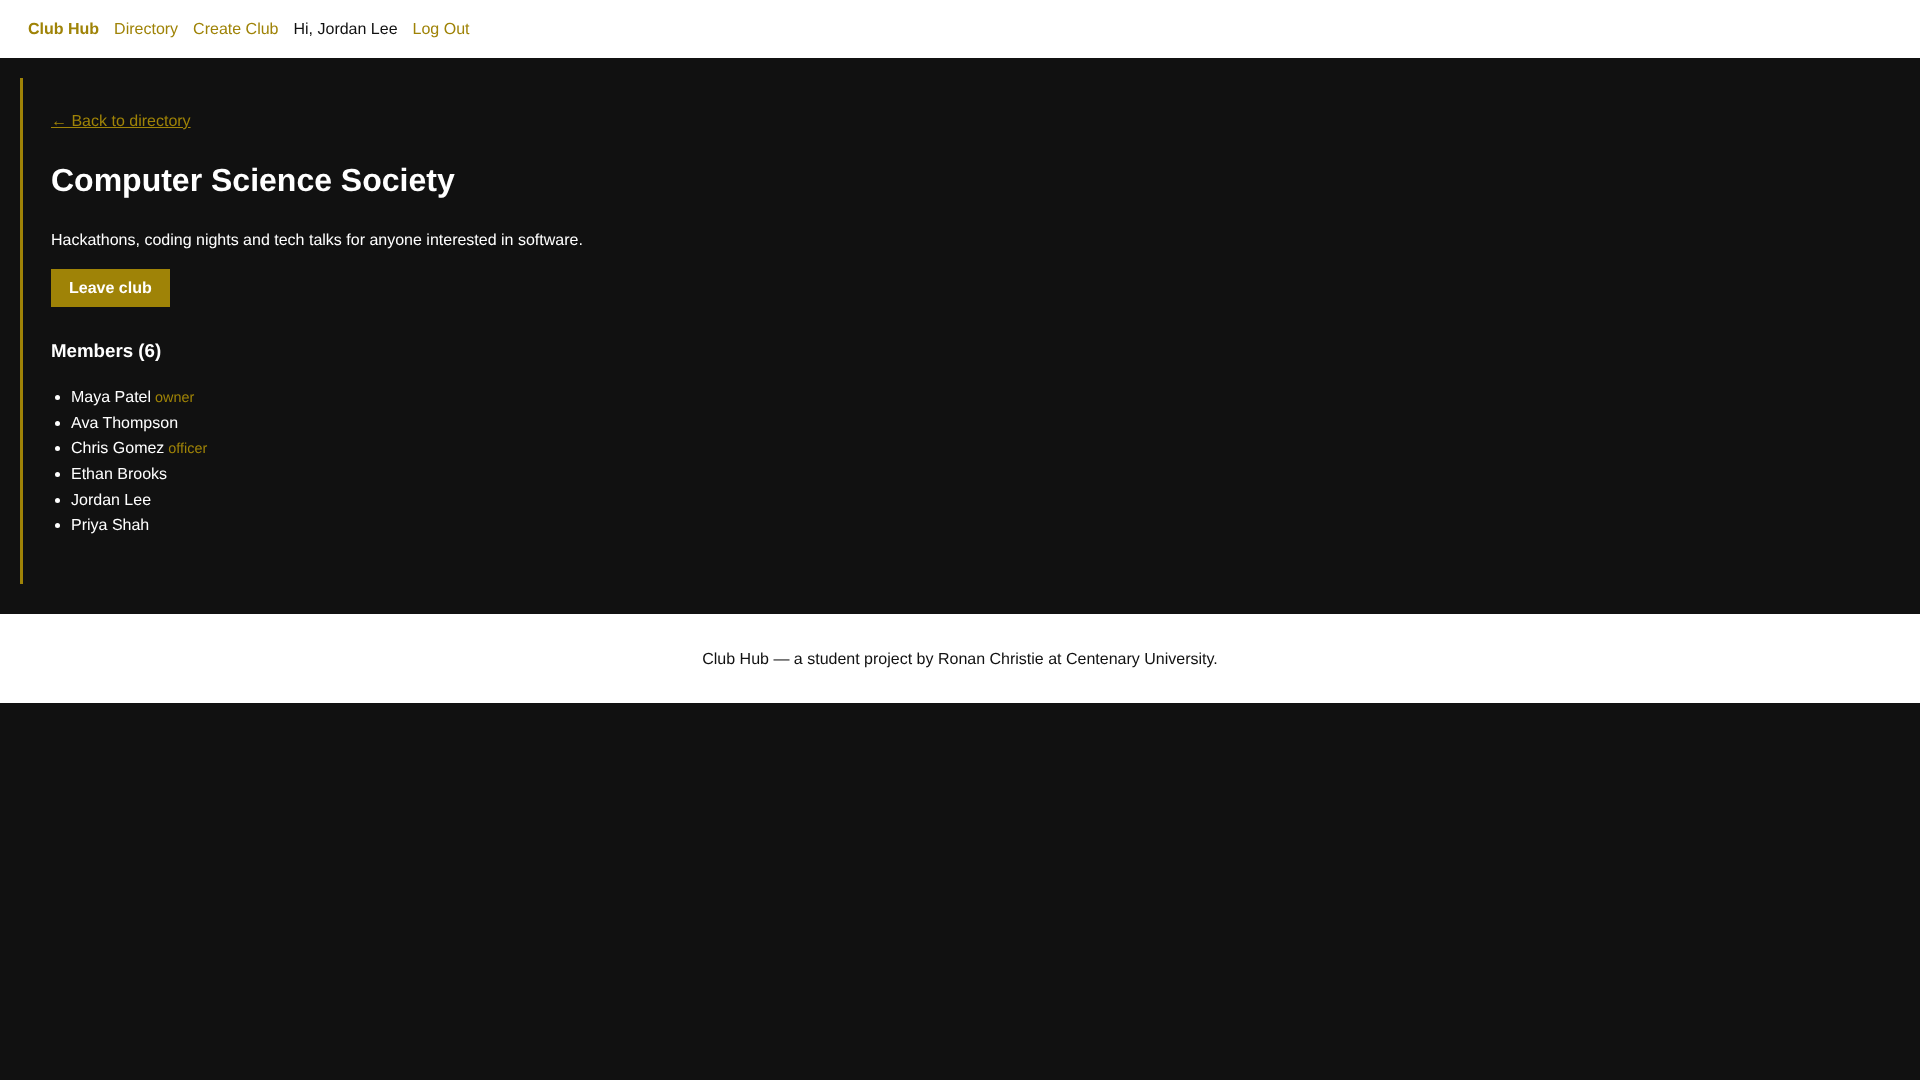 Club Hub Directory Create Club Hi, Jordan Lee Log Out
← Back to directory
Computer Science Society
Hackathons, coding nights and tech talks for anyone interested in software.
Leave club
Members (6)
Maya Patel owner
Ava Thompson
Chris Gomez officer
Ethan Brooks
Jordan Lee
Priya Shah
Club Hub — a student project by Ronan Christie at Centenary University.